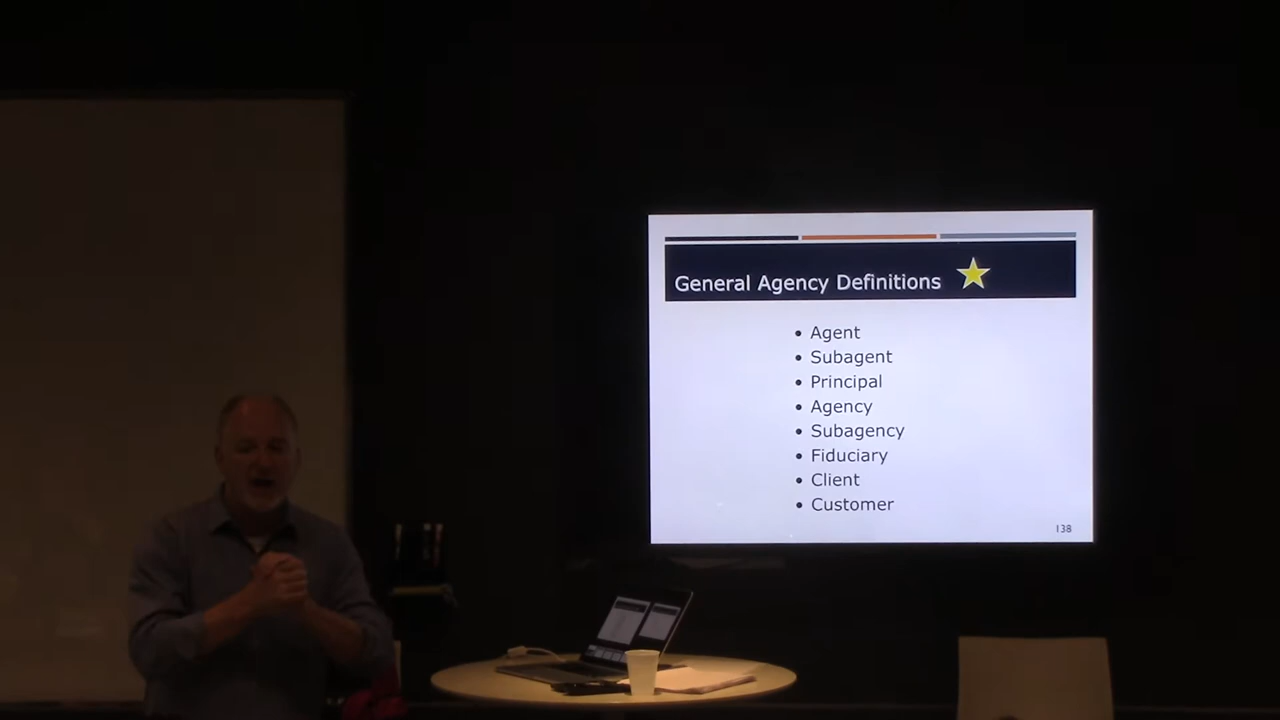 General Agency Definitions
• Agent
• Subagent
• Principal
• Agency
• Subagency
• Fiduciary
• Client
• Customer
138